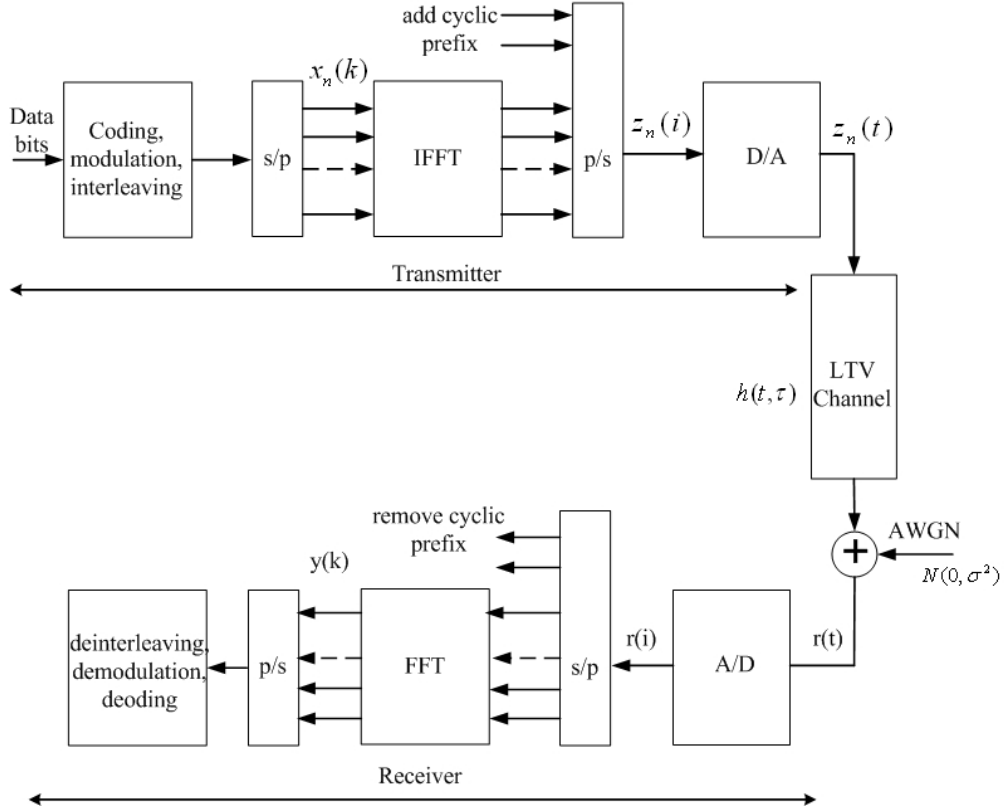 add cyclic
prefix
x_n(k)
Data
bits
Coding,
modulation,
interleaving
s/p
IFFT
p/s
z_n(i)
D/A
z_n(t)
Transmitter
h(t,τ)
LTV
Channel
AWGN
N(0,σ²)
remove cyclic
prefix
y(k)
deinterleaving,
demodulation,
deoding
p/s
FFT
s/p
r(i)
A/D
r(t)
+
Receiver